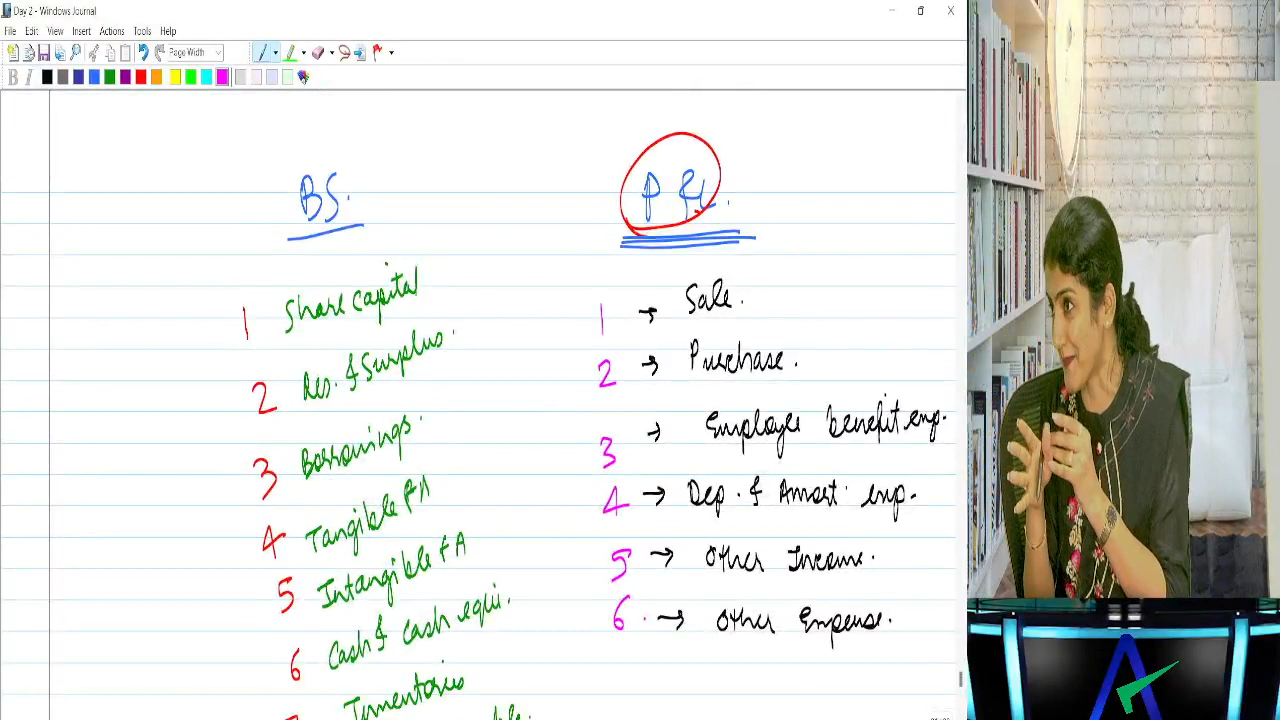 Day 2 - Windows Journal
File Edit View Insert Actions Tools Help
Page Width
B I
BS.
P & L.
1 Share capital
2 Res. & Surplus.
3 Borrowings.
4 Tangible FA
5 Intangible FA
6 Cash & Cash equi.
Inventories
1 → Sale.
2 → Purchase.
3 → Employee benefit exp.
4 → Dep. & Amort. exp.
5 → Other Income.
6 → Other Expense.